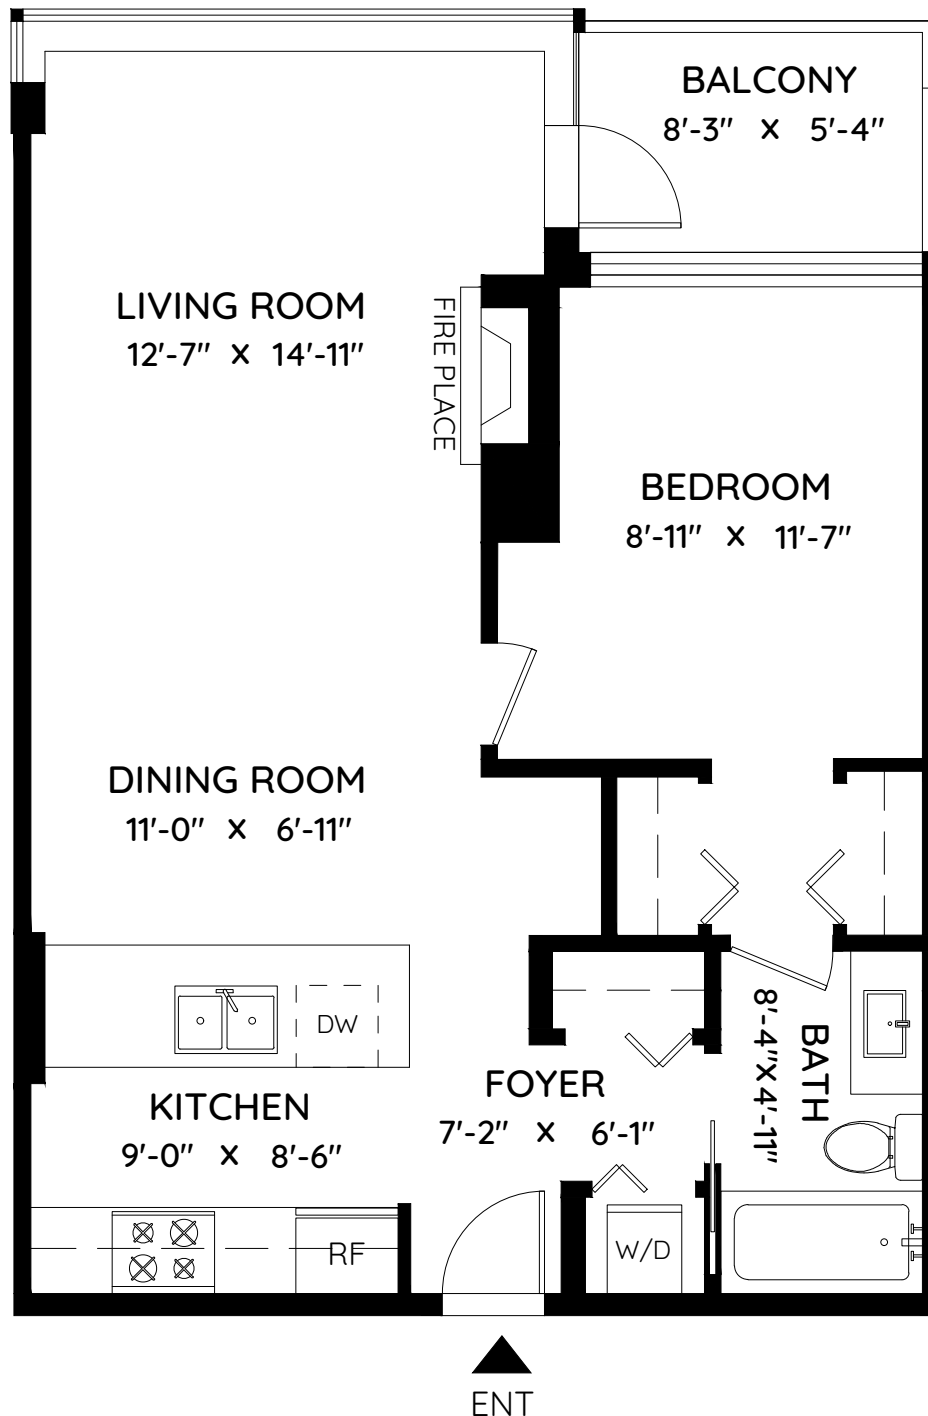 BALCONY
8'-3" X 5'-4"
LIVING ROOM
12'-7" X 14'-11"
FIRE PLACE
BEDROOM
8'-11" X 11'-7"
DINING ROOM
11'-0" X 6'-11"
DW
KITCHEN
9'-0" X 8'-6"
FOYER
7'-2" X 6'-1"
BATH
8'-4"X4'-11"
RF
W/D
ENT